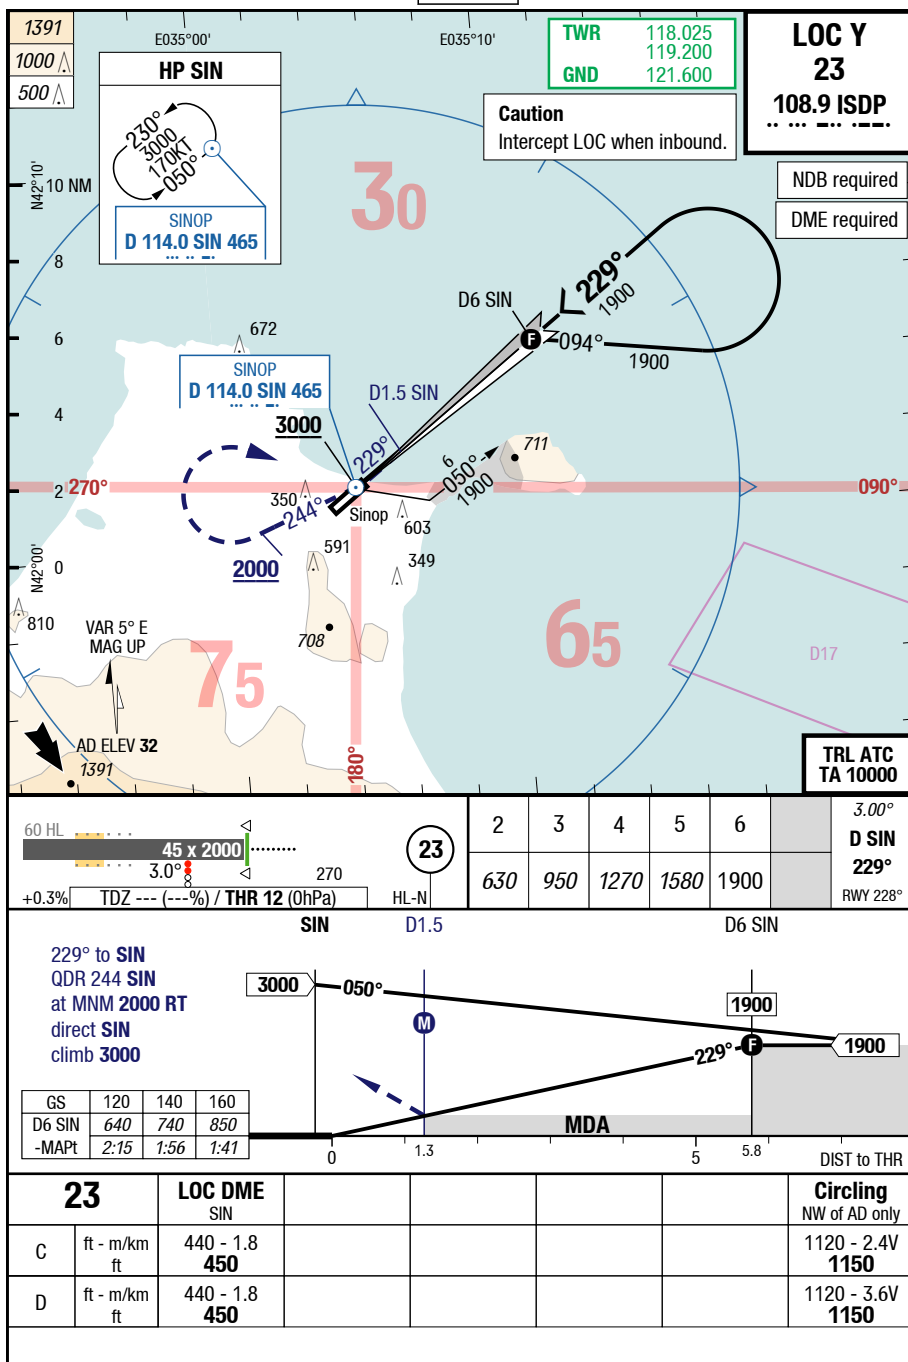 1391
1000
500
E035°00'
E035°10'
HP SIN
230°
3000
170KT
050°
SINOP
D 114.0 SIN 465
TWR 118.025
119.200
GND 121.600
LOC Y
23
108.9 ISDP
Caution
Intercept LOC when inbound.
NDB required
DME required
N42°10'
10 NM
8
6
4
2
0
N42°00'
30
229°
1900
D6 SIN
F
094°
1900
672
SINOP
D 114.0 SIN 465
D1.5 SIN
3000
229°
6
050°
1900
711
270°
090°
350
244°
Sinop
603
2000
591
349
810
VAR 5° E
MAG UP
708
75
65
D17
AD ELEV 32
1391
180°
TRL ATC
TA 10000
60 HL
45 x 2000
3.0°
270
+0.3%
TDZ --- (---%) / THR 12 (0hPa)
HL-N
23
2 3 4 5 6
630 950 1270 1580 1900
3.00°
D SIN
229°
RWY 228°
SIN
D1.5
D6 SIN
229° to SIN
QDR 244 SIN
at MNM 2000 RT
direct SIN
climb 3000
3000
050°
M
1900
229°
F
1900
MDA
GS 120 140 160
D6 SIN 640 740 850
-MAPt 2:15 1:56 1:41
0
1.3
5
5.8
DIST to THR
23
LOC DME
SIN
Circling
NW of AD only
C
ft - m/km
ft
440 - 1.8
450
1120 - 2.4V
1150
D
ft - m/km
ft
440 - 1.8
450
1120 - 3.6V
1150